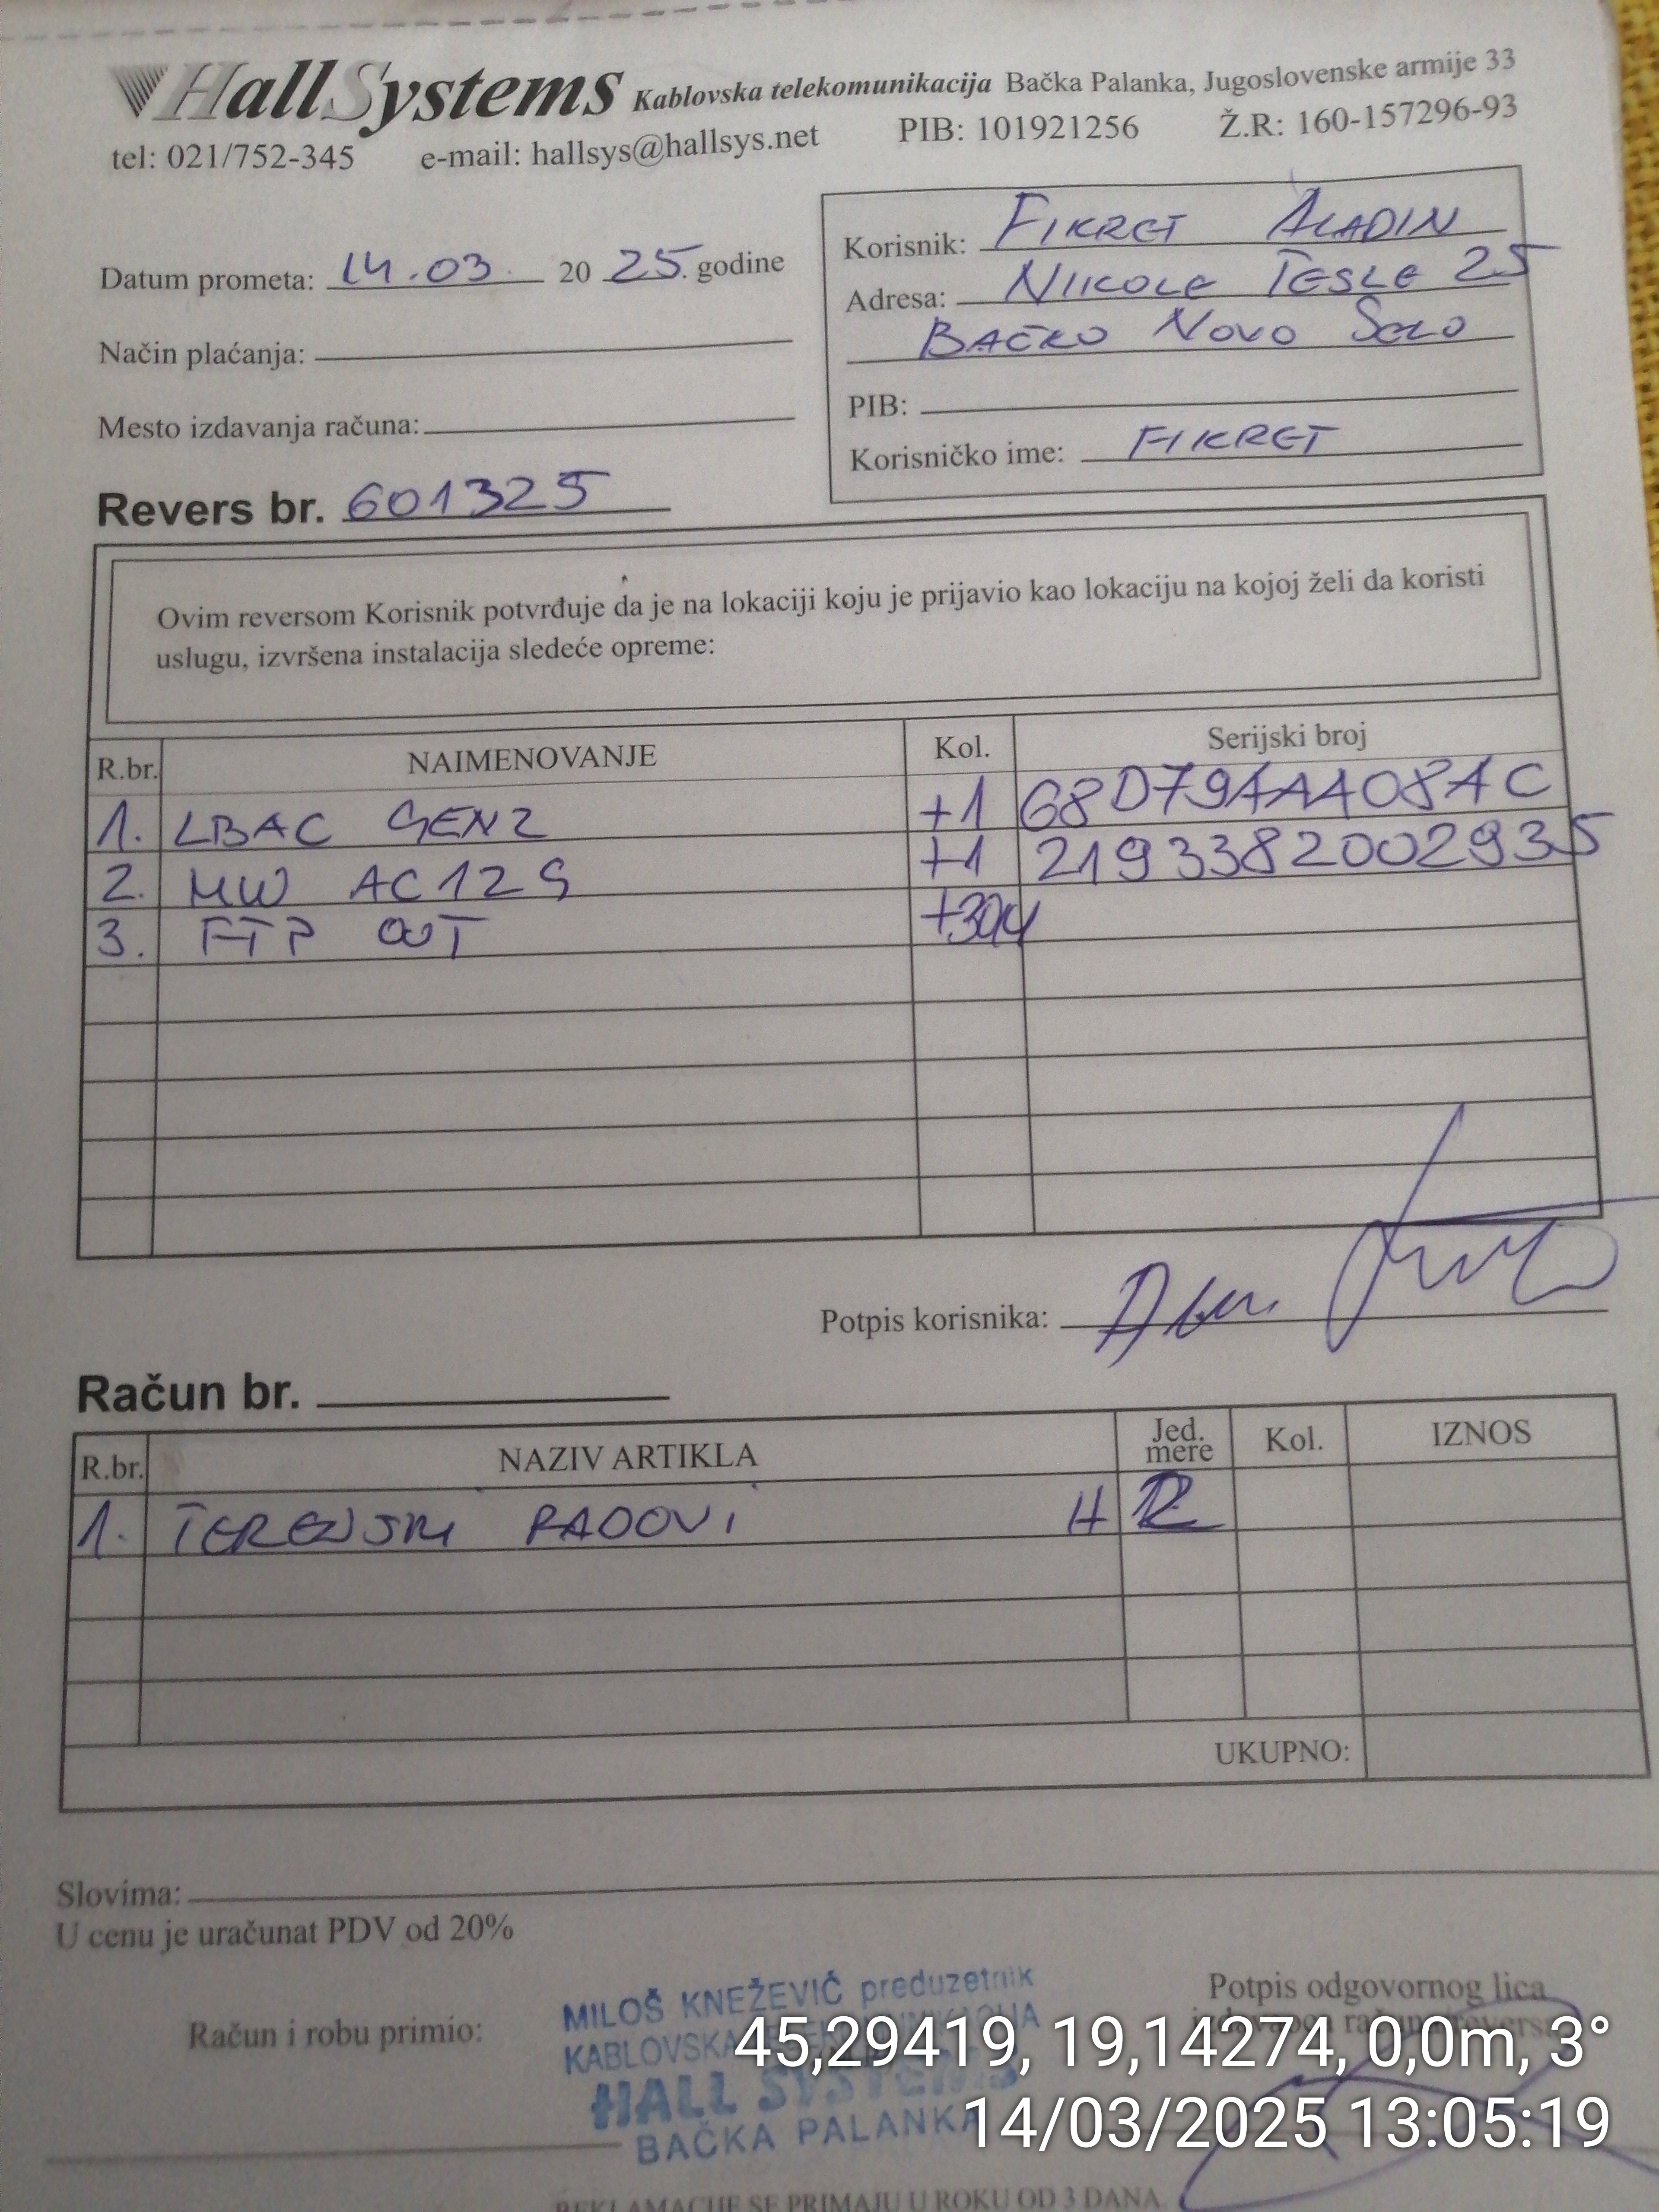 HallSystems Kablovska telekomunikacija Bačka Palanka, Jugoslovenske armije 33
tel: 021/752-345 e-mail: hallsys@hallsys.net PIB: 101921256 Ž.R: 160-157296-93
Korisnik: FIKRET ALADIN
Datum prometa: 14.03. 2025. godine
Adresa: NIKOLE TESLE 25
BAČKO NOVO SELO
Način plaćanja:
PIB:
Mesto izdavanja računa:
Korisničko ime: FIKRET
Revers br. 601325
Ovim reversom Korisnik potvrđuje da je na lokaciji koju je prijavio kao lokaciju na kojoj želi da koristi
uslugu, izvršena instalacija sledeće opreme:
R.br. NAIMENOVANJE Kol. Serijski broj
1. LBAC GEN2 +1 68D79AAA08AC
2. MW AC12G +1 2193382002935
3. FTP OUT
Potpis korisnika:
Račun br.
R.br. NAZIV ARTIKLA Jed. mere Kol. IZNOS
1. TERENSKI RADOVI H
UKUPNO:
Slovima:
U cenu je uračunat PDV od 20%
MILOŠ KNEŽEVIĆ preduzetnik
Potpis odgovornog lica
Račun i robu primio:
KABLOVSKA
45,29419, 19,14274, 0,0m, 3°
HALL SYSTEMS
14/03/2025 13:05:19
BAČKA PALANKA
REKLAMACIJE SE PRIMAJU U ROKU OD 3 DANA.